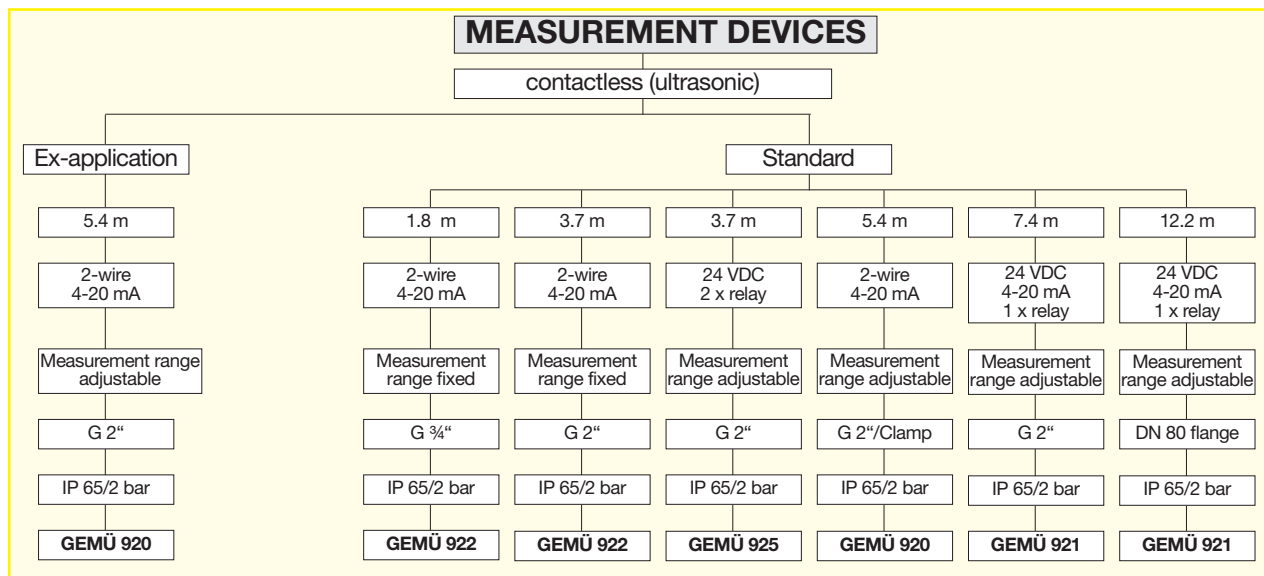 MEASUREMENT DEVICES
contactless (ultrasonic)
Ex-application
Standard
5.4 m
1.8 m
3.7 m
3.7 m
5.4 m
7.4 m
12.2 m
2-wire
4-20 mA
2-wire
4-20 mA
2-wire
4-20 mA
24 VDC
2 x relay
2-wire
4-20 mA
24 VDC
4-20 mA
1 x relay
24 VDC
4-20 mA
1 x relay
Measurement range
adjustable
Measurement
range fixed
Measurement
range fixed
Measurement
range adjustable
Measurement
range adjustable
Measurement
range adjustable
Measurement
range adjustable
G 2“
G ¾“
G 2“
G 2“
G 2“/Clamp
G 2“
DN 80 flange
IP 65/2 bar
IP 65/2 bar
IP 65/2 bar
IP 65/2 bar
IP 65/2 bar
IP 65/2 bar
IP 65/2 bar
GEMÜ 920
GEMÜ 922
GEMÜ 922
GEMÜ 925
GEMÜ 920
GEMÜ 921
GEMÜ 921